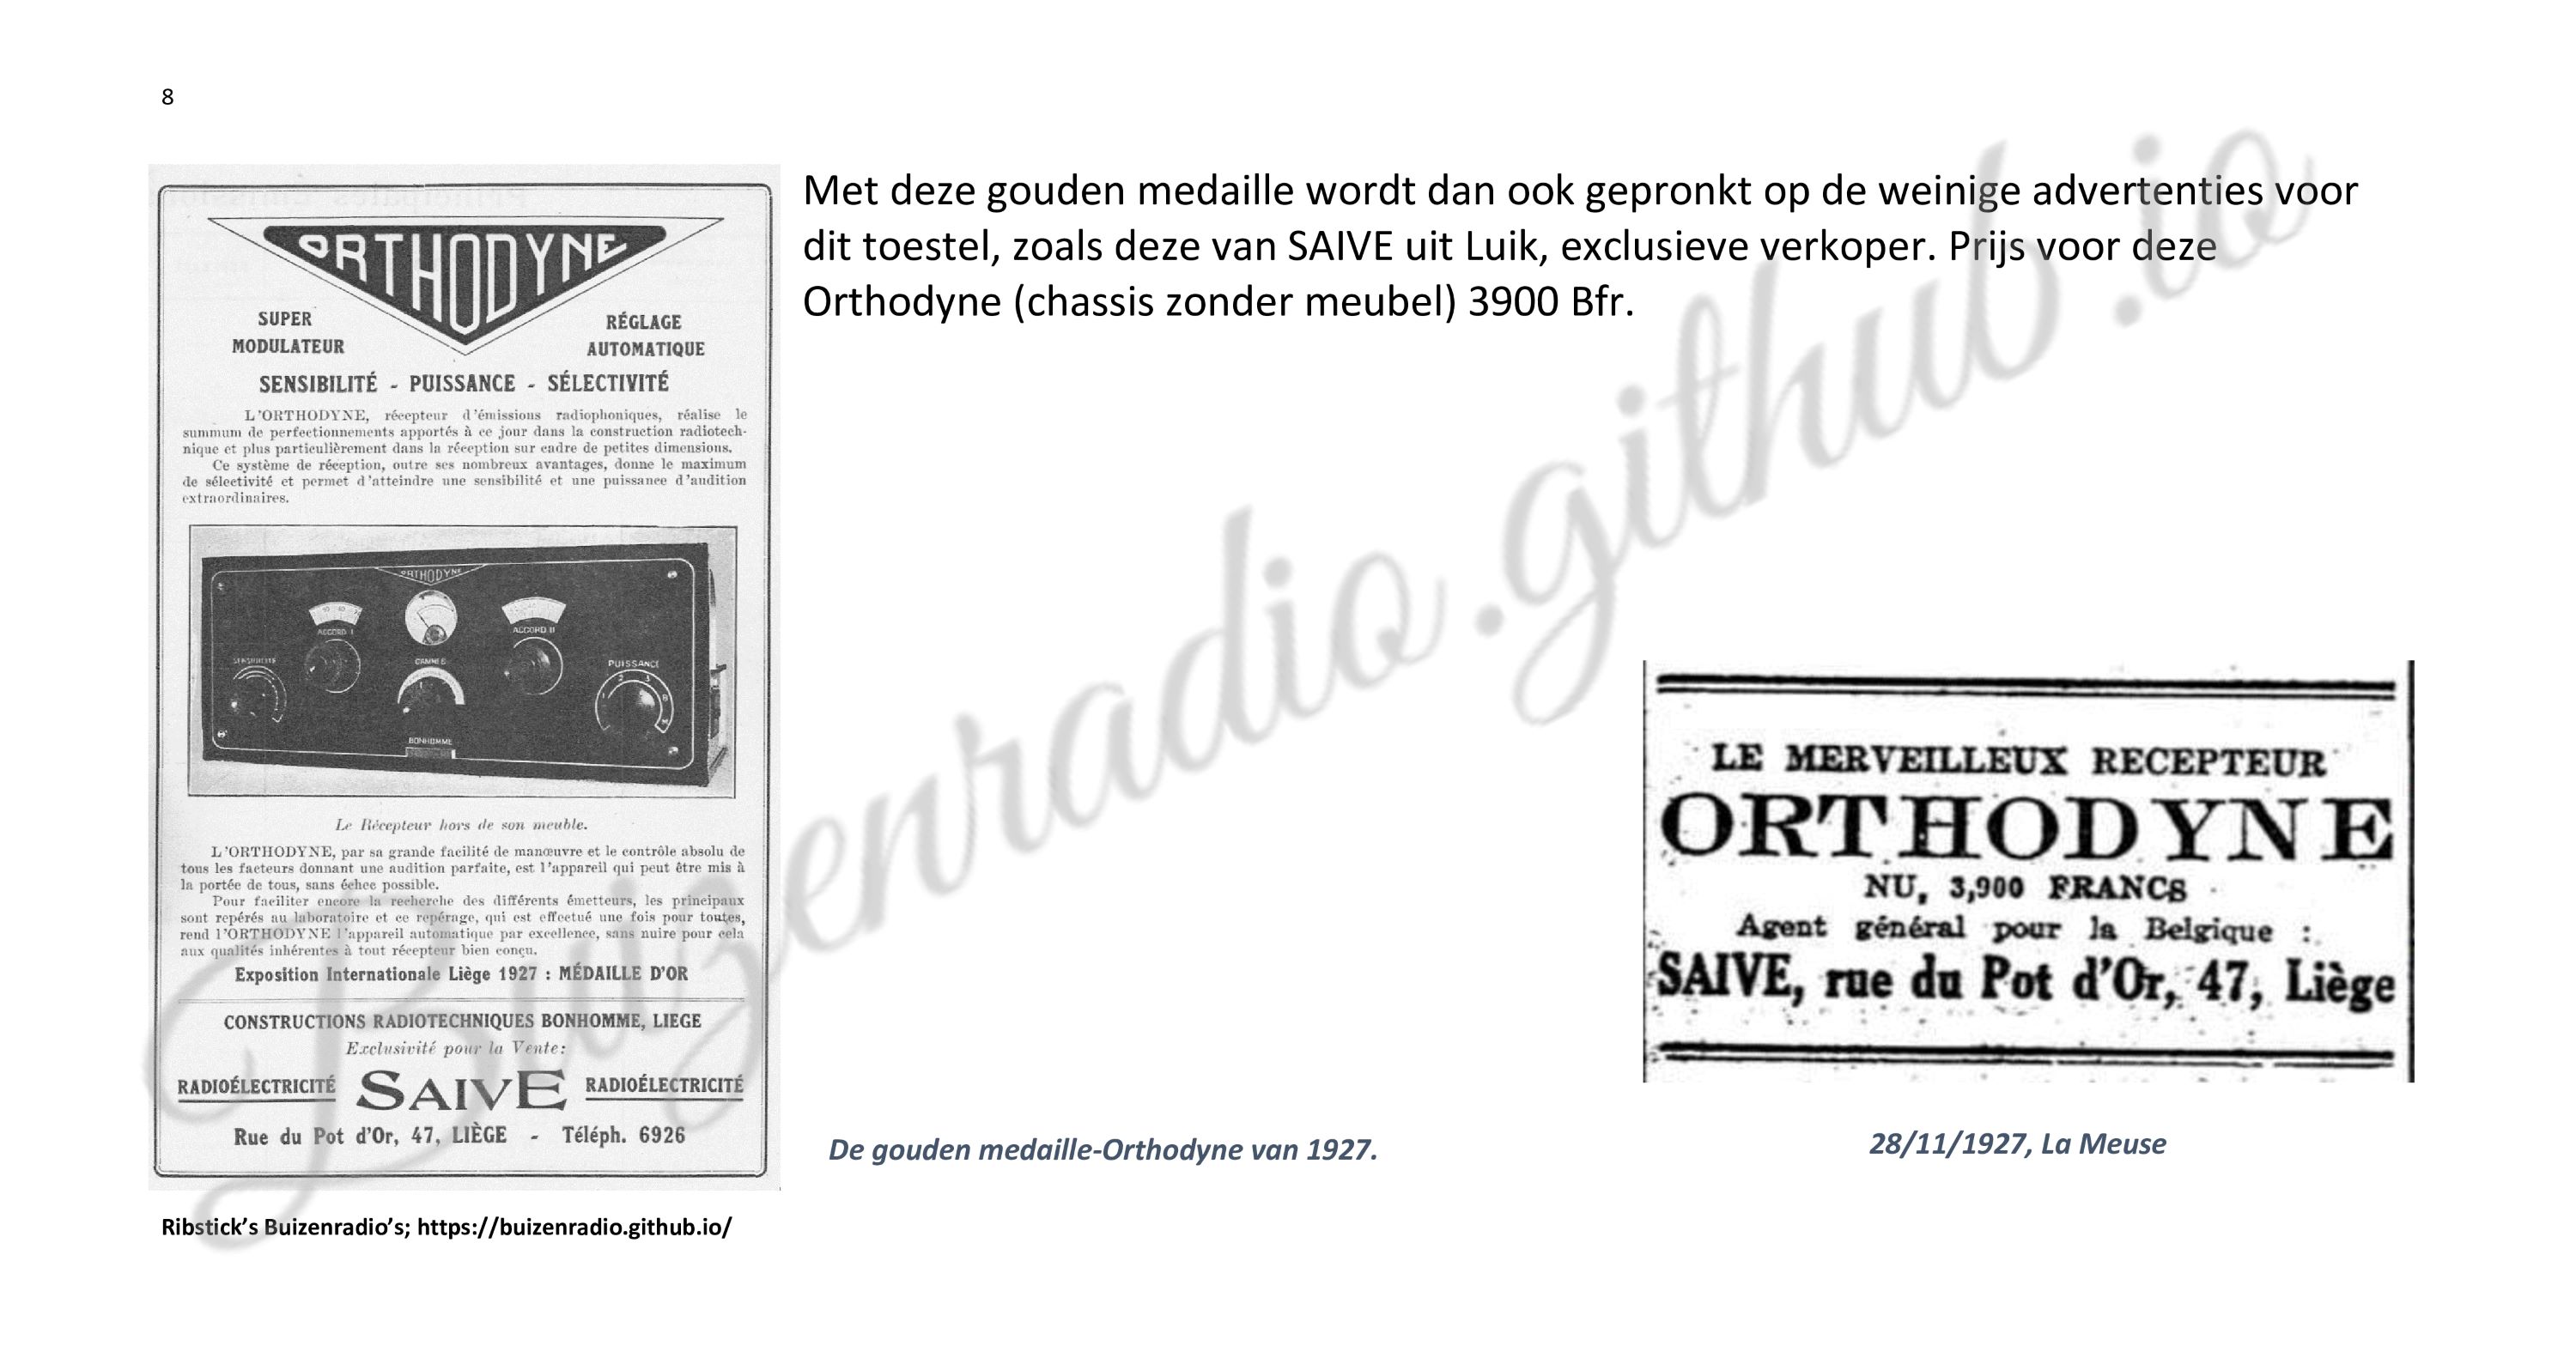 8
Met deze gouden medaille wordt dan ook gepronkt op de weinige advertenties voor
dit toestel, zoals deze van SAIVE uit Luik, exclusieve verkoper. Prijs voor deze
Orthodyne (chassis zonder meubel) 3900 Bfr.
ORTHODYNE
SUPER
MODULATEUR
RÉGLAGE
AUTOMATIQUE
SENSIBILITÉ - PUISSANCE - SÉLECTIVITÉ
L'ORTHODYNE, récepteur d'émissions radiophoniques, réalise le
summum de perfectionnements apportés à ce jour dans la construction radiotech-
nique et plus particulièrement dans la réception sur cadre de petites dimensions.
Ce système de réception, outre ses nombreux avantages, donne le maximum
de sélectivité et permet d'atteindre une sensibilité et une puissance d'audition
extraordinaires.
ORTHODYNE
ACCORD I
ACCORD II
SENSIBILITÉ
GAMMES
PUISSANCE
1 2 3
BONHOMME
Le Récepteur hors de son meuble.
L'ORTHODYNE, par sa grande facilité de manœuvre et le contrôle absolu de
tous les facteurs donnant une audition parfaite, est l'appareil qui peut être mis à
la portée de tous, sans échec possible.
Pour faciliter encore la recherche des différents émetteurs, les principaux
sont repérés au laboratoire et ce repérage, qui est effectué une fois pour toutes,
rend l'ORTHODYNE l'appareil automatique par excellence, sans nuire pour cela
aux qualités inhérentes à tout récepteur bien conçu.
Exposition Internationale Liège 1927 : MÉDAILLE D'OR
CONSTRUCTIONS RADIOTECHNIQUES BONHOMME, LIEGE
Exclusivité pour la Vente:
RADIOÉLECTRICITÉ SAIVE RADIOÉLECTRICITÉ
Rue du Pot d'Or, 47, LIÈGE - Téléph. 6926
De gouden medaille-Orthodyne van 1927.
LE MERVEILLEUX RECEPTEUR
ORTHODYNE
NU, 3,900 FRANCS
Agent général pour la Belgique :
SAIVE, rue du Pot d'Or, 47, Liège
28/11/1927, La Meuse
Ribstick's Buizenradio's; https://buizenradio.github.io/
Buizenradio.github.io